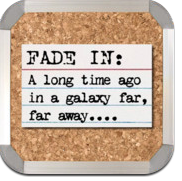 FADE IN:
A long time ago
in a galaxy far,
far away....